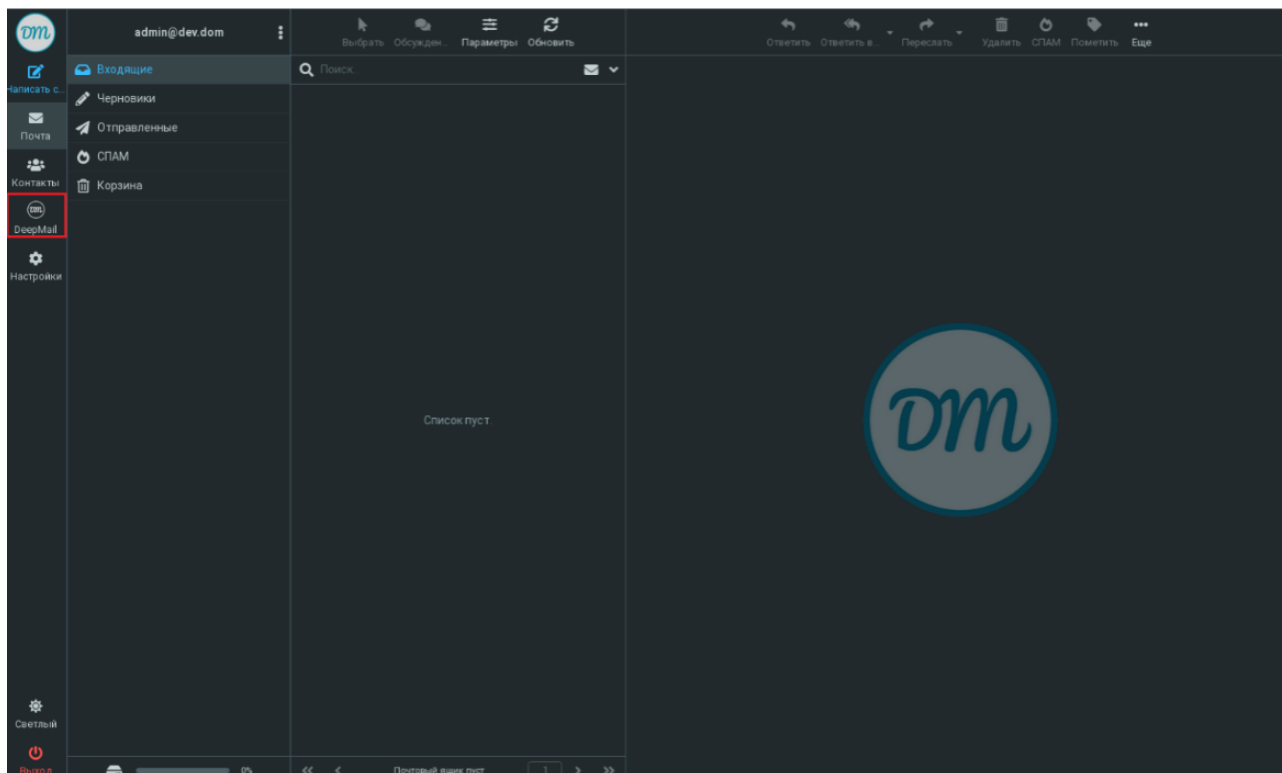 DM
admin@dev.dom
Выбрать Обсужден... Параметры Обновить
Ответить Ответить в... Переслать Удалить СПАМ Пометить Еще
Написать с...
Почта
Контакты
DM
DeepMail
Настройки
Светлый
Выход
Входящие
Черновики
Отправленные
СПАМ
Корзина
0%
Поиск...
Список пуст.
Почтовый ящик пуст
1
DM